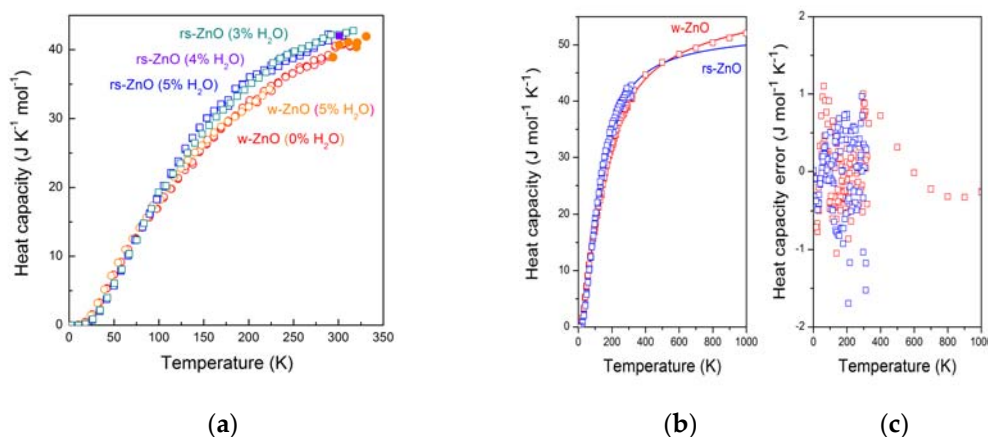 rs-ZnO (3% H₂O)
rs-ZnO (4% H₂O)
rs-ZnO (5% H₂O)
w-ZnO (5% H₂O)
w-ZnO (0% H₂O)
Heat capacity (J K⁻¹ mol⁻¹)
40
30
20
10
0
0 50 100 150 200 250 300 350
Temperature (K)
(a)
w-ZnO
rs-ZnO
Heat capacity (J mol⁻¹ K⁻¹)
50
40
30
20
10
0
0 200 400 600 800 1000
Temperature (K)
(b)
Heat capacity error (J mol⁻¹ K⁻¹)
2
1
0
-1
-2
0 200 400 600 800 1000
Temperature (K)
(c)